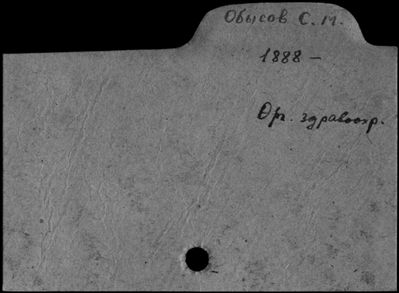 Обысов С. М.
1888 —
Орг. здравоохр.